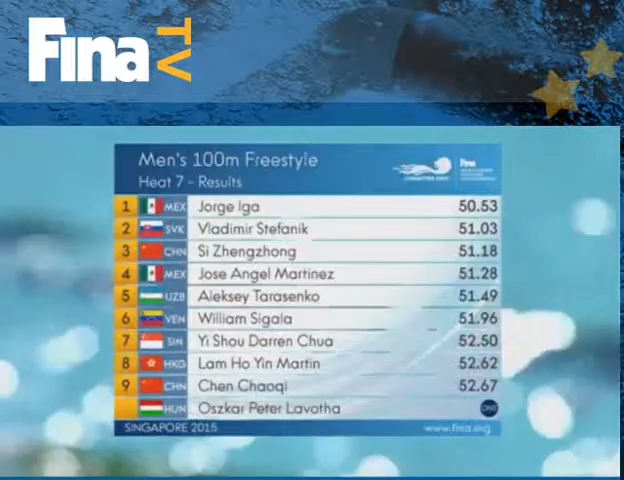 Fina TV
Men's 100m Freestyle
Heat 7 - Results
fina
1 MEX Jorge Iga 50.53
2 SVK Vladimir Stefanik 51.03
3 CHN Si Zhengzhong 51.18
4 MEX Jose Angel Martinez 51.28
5 UZB Aleksey Tarasenko 51.49
6 VEN William Sigala 51.96
7 SIN Yi Shou Darren Chua 52.50
8 HKG Lam Ho Yin Martin 52.62
9 CHN Chen Chaoqi 52.67
HUN Oszkar Peter Lavotha DNS
SINGAPORE 2015 www.fina.org